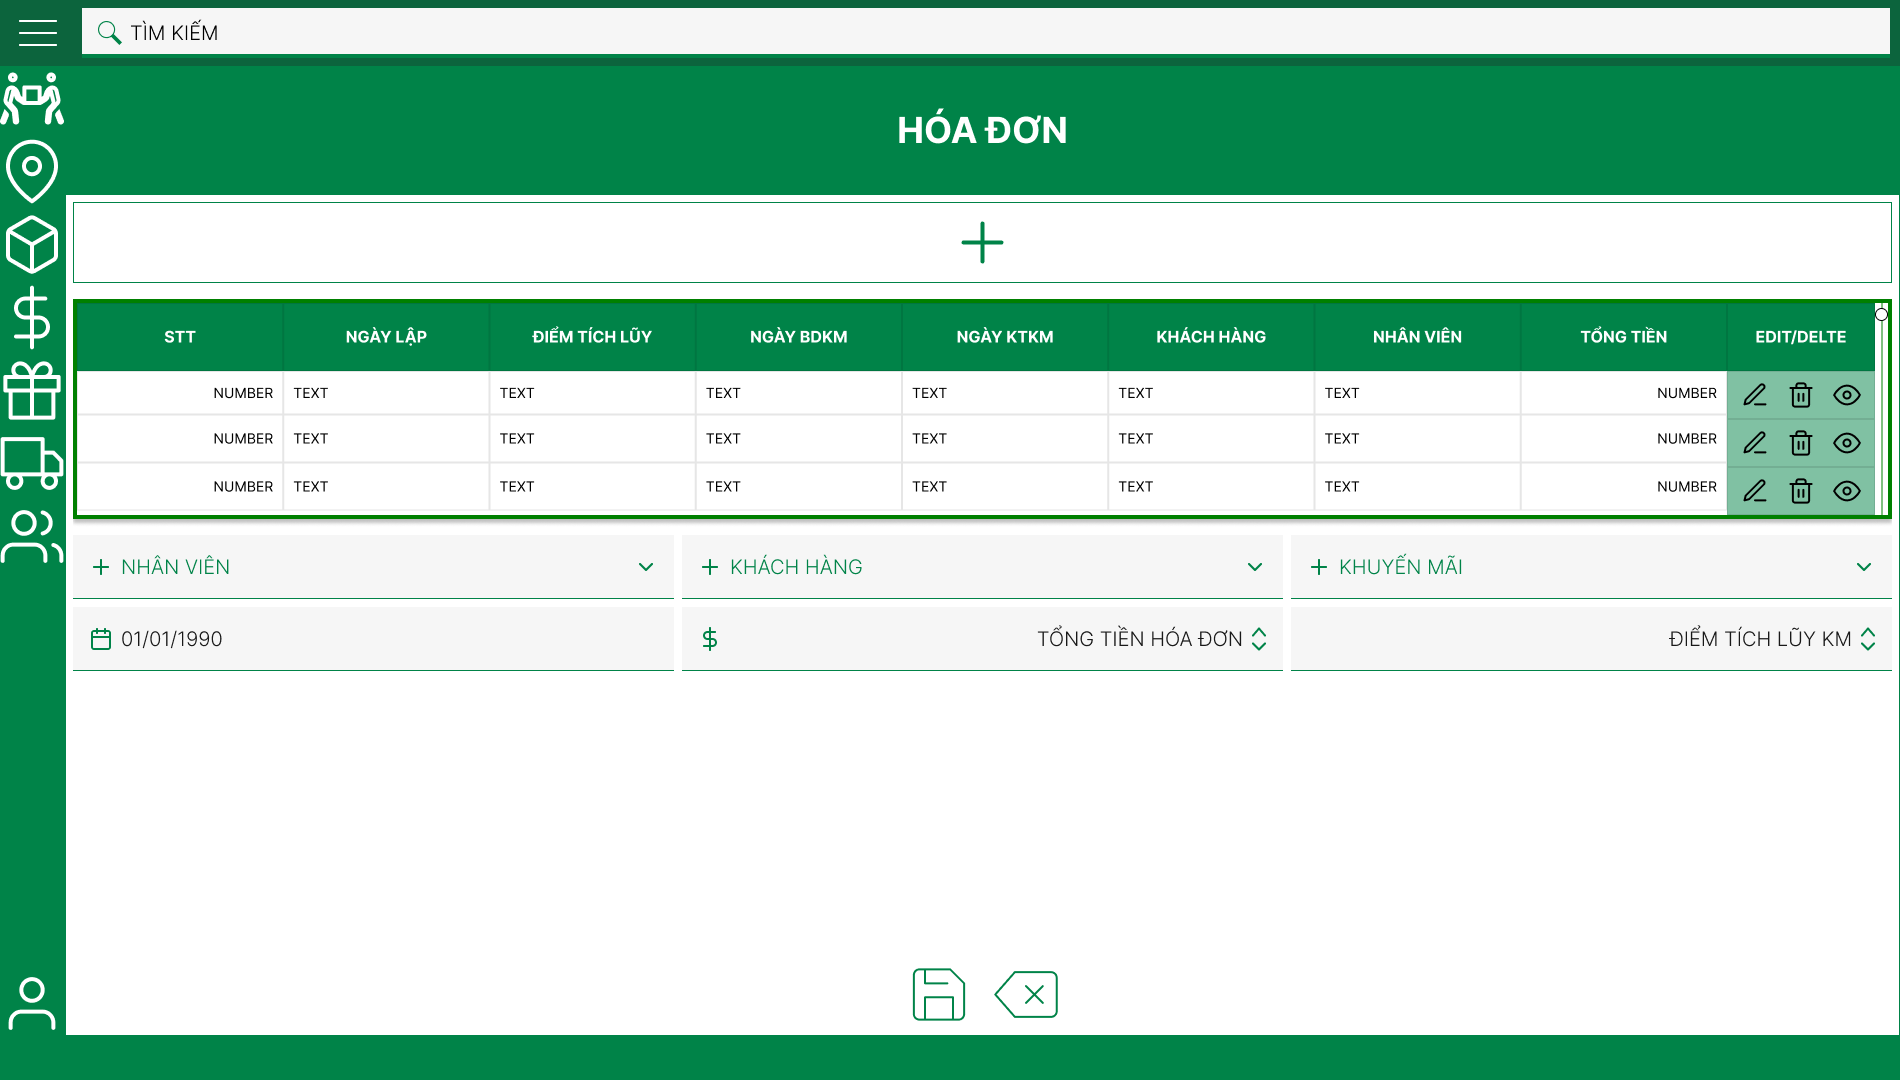 TÌM KIẾM
HÓA ĐƠN
STT NGÀY LẬP ĐIỂM TÍCH LŨY NGÀY BDKM NGÀY KTKM KHÁCH HÀNG NHÂN VIÊN TỔNG TIỀN EDIT/DELTE
NUMBER TEXT TEXT TEXT TEXT TEXT TEXT NUMBER
NUMBER TEXT TEXT TEXT TEXT TEXT TEXT NUMBER
NUMBER TEXT TEXT TEXT TEXT TEXT TEXT NUMBER
NHÂN VIÊN KHÁCH HÀNG KHUYẾN MÃI
01/01/1990 TỔNG TIỀN HÓA ĐƠN ĐIỂM TÍCH LŨY KM